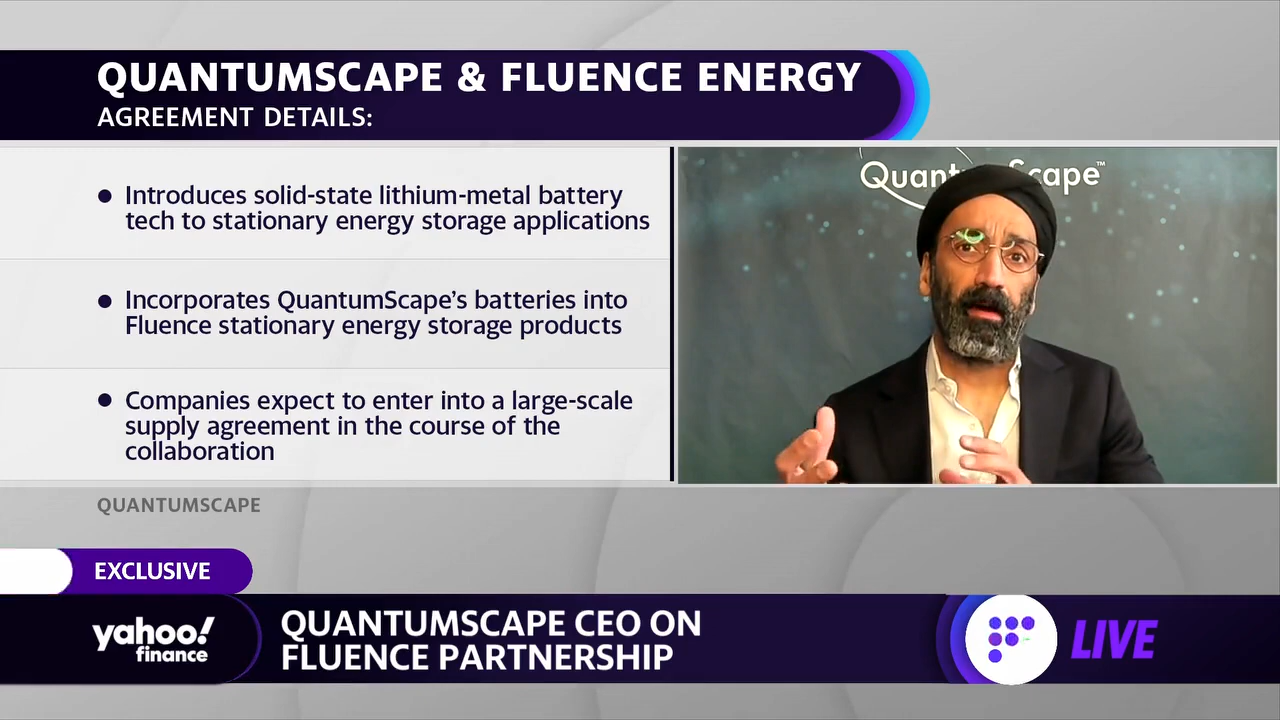 QUANTUMSCAPE & FLUENCE ENERGY
AGREEMENT DETAILS:
Introduces solid-state lithium-metal battery
tech to stationary energy storage applications
Incorporates QuantumScape’s batteries into
Fluence stationary energy storage products
Companies expect to enter into a large-scale
supply agreement in the course of the
collaboration
QUANTUMSCAPE
Quant Scape™
EXCLUSIVE
yahoo!
finance
QUANTUMSCAPE CEO ON
FLUENCE PARTNERSHIP
LIVE